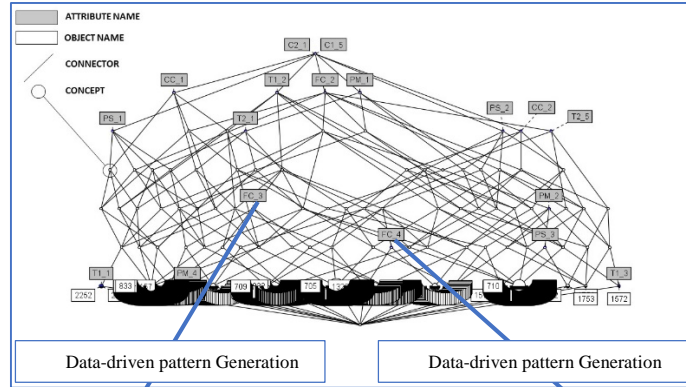 ATTRIBUTE NAME
OBJECT NAME
CONNECTOR
CONCEPT
C2_1 C1_5
CC_1 T1_2 FC_2 PM_1
PS_1 T2_1 PS_2 CC_2 T2_5
FC_3 PM_2
FC_4 PS_3
T1_1 PM_4 T1_3
833 709 705 710
2252 1753 1572
Data-driven pattern Generation Data-driven pattern Generation